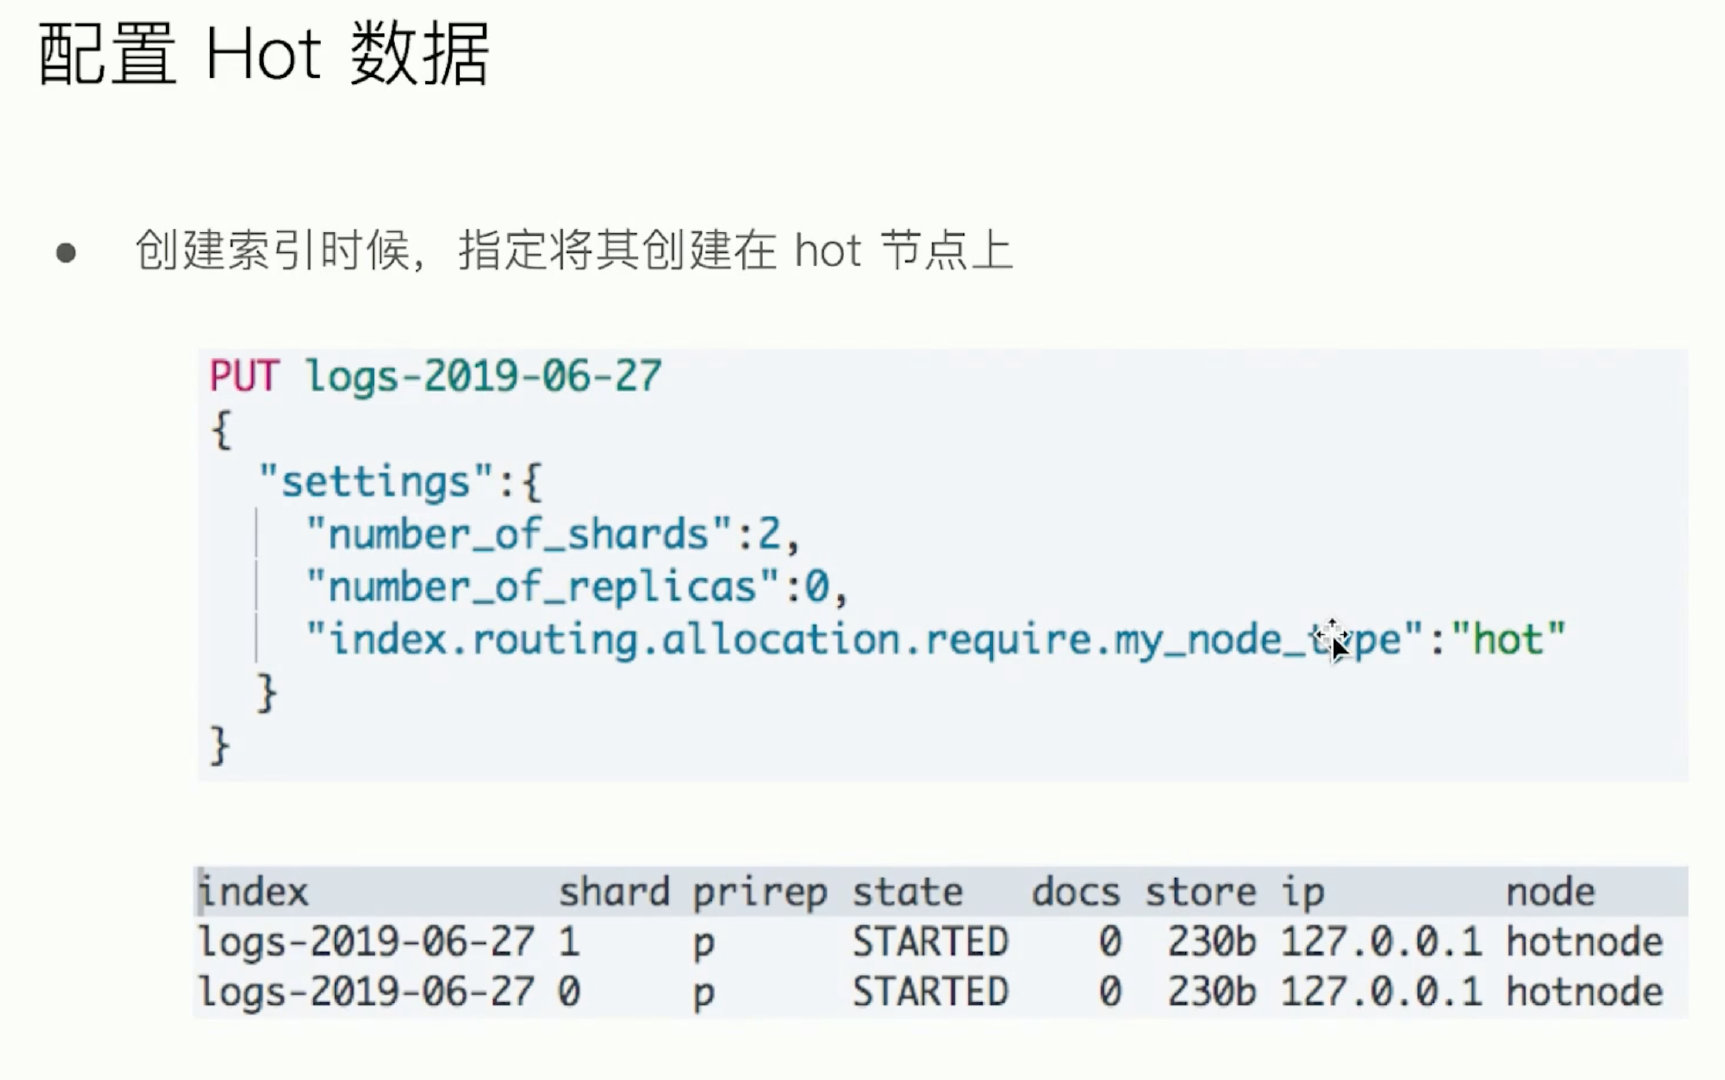 配置 Hot 数据
● 创建索引时候，指定将其创建在 hot 节点上
PUT logs-2019-06-27
{
  "settings":{
    "number_of_shards":2,
    "number_of_replicas":0,
    "index.routing.allocation.require.my_node_type":"hot"
  }
}
index shard prirep state docs store ip node
logs-2019-06-27 1 p STARTED 0 230b 127.0.0.1 hotnode
logs-2019-06-27 0 p STARTED 0 230b 127.0.0.1 hotnode